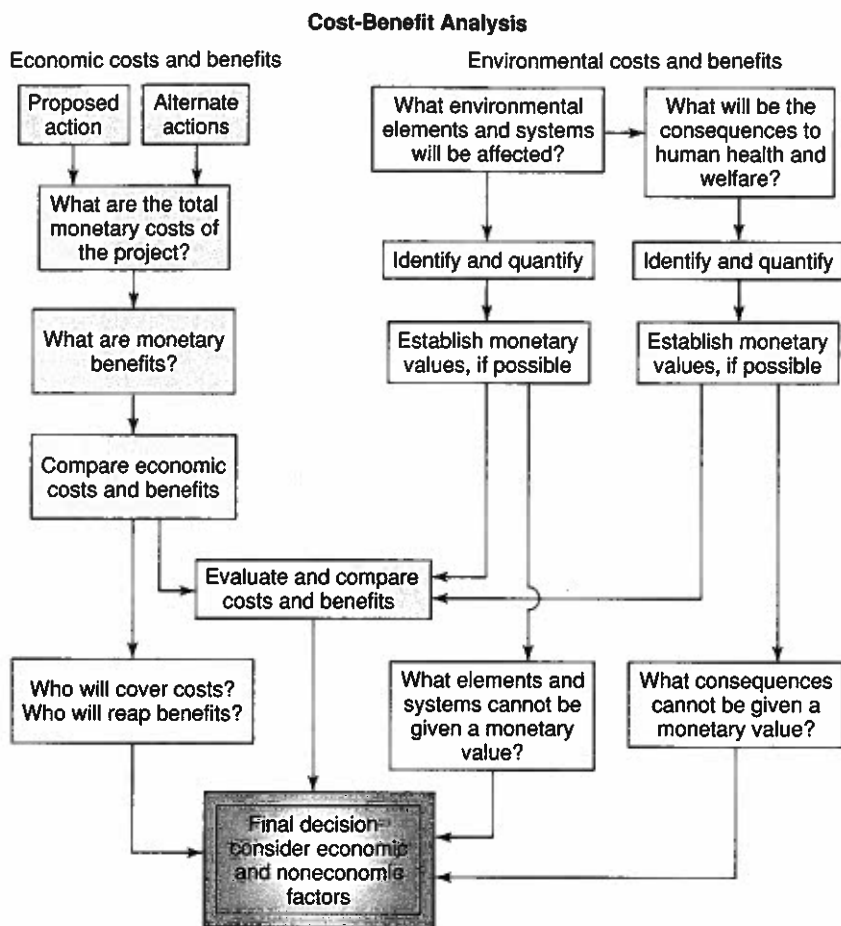 Cost-Benefit Analysis
Economic costs and benefits
Environmental costs and benefits
Proposed
action
Alternate
actions
What are the total
monetary costs of
the project?
What are monetary
benefits?
Compare economic
costs and benefits
What environmental
elements and systems
will be affected?
What will be the
consequences to
human health and
welfare?
Identify and quantify
Identify and quantify
Establish monetary
values, if possible
Establish monetary
values, if possible
Evaluate and compare
costs and benefits
Who will cover costs?
Who will reap benefits?
What elements and
systems cannot be
given a monetary
value?
What consequences
cannot be given a
monetary value?
Final decision-
consider economic
and noneconomic
factors